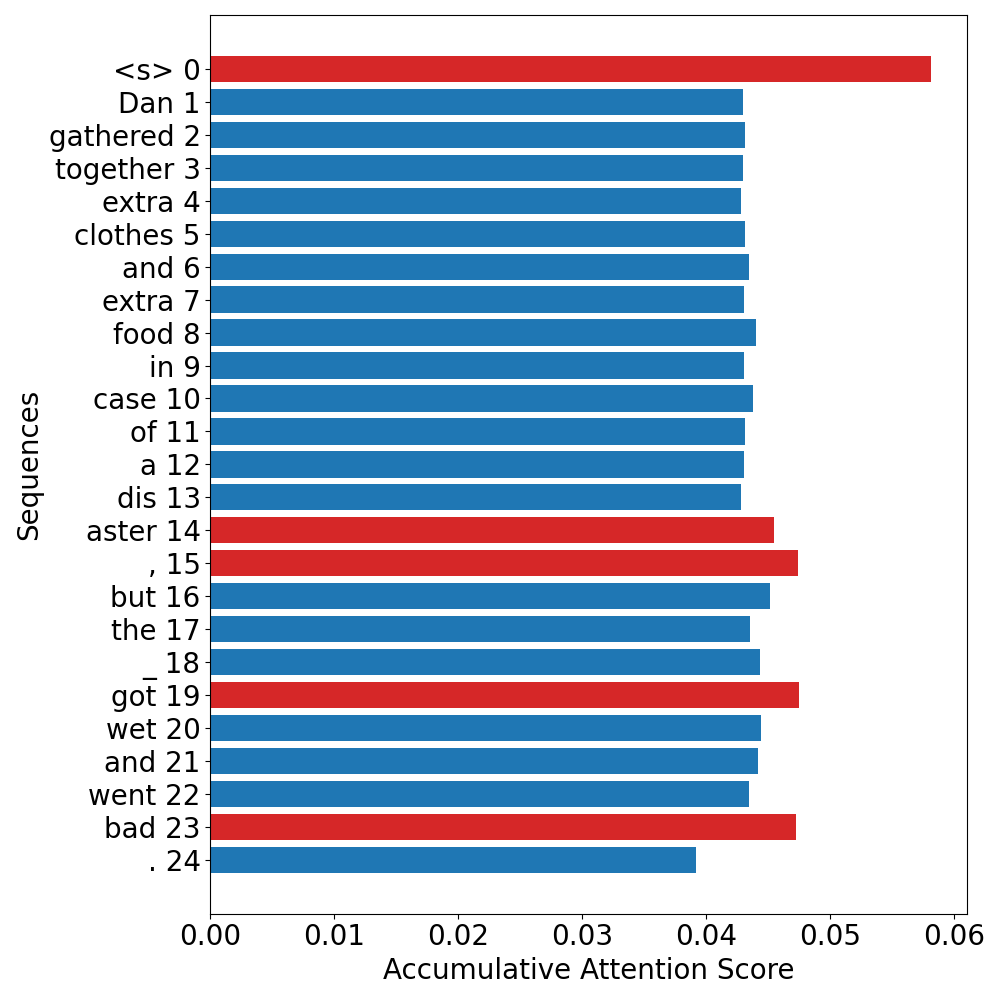 <s> 0
Dan 1
gathered 2
together 3
extra 4
clothes 5
and 6
extra 7
food 8
in 9
case 10
of 11
a 12
dis 13
aster 14
, 15
but 16
the 17
_ 18
got 19
wet 20
and 21
went 22
bad 23
. 24
Sequences
0.00 0.01 0.02 0.03 0.04 0.05 0.06
Accumulative Attention Score